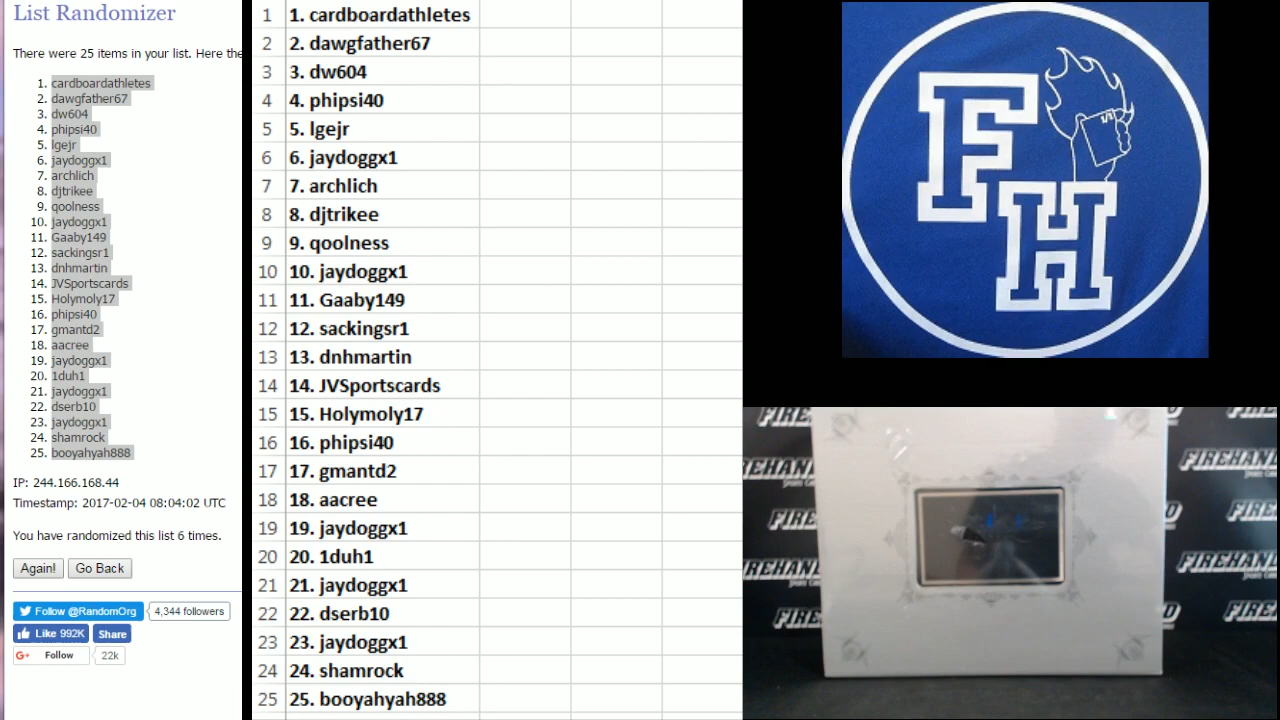 List Randomizer
There were 25 items in your list. Here the
1. cardboardathletes
2. dawgfather67
3. dw604
4. phipsi40
5. lgejr
6. jaydoggx1
7. archlich
8. djtrikee
9. qoolness
10. jaydoggx1
11. Gaaby149
12. sackingsr1
13. dnhmartin
14. JVSportscards
15. Holymoly17
16. phipsi40
17. gmantd2
18. aacree
19. jaydoggx1
20. 1duh1
21. jaydoggx1
22. dserb10
23. jaydoggx1
24. shamrock
25. booyahyah888
IP: 244.166.168.44
Timestamp: 2017-02-04 08:04:02 UTC
You have randomized this list 6 times.
Again! Go Back
Follow @RandomOrg 4,344 followers
Like 992K Share
G+ Follow 22k
1 1. cardboardathletes
2 2. dawgfather67
3 3. dw604
4 4. phipsi40
5 5. lgejr
6 6. jaydoggx1
7 7. archlich
8 8. djtrikee
9 9. qoolness
10 10. jaydoggx1
11 11. Gaaby149
12 12. sackingsr1
13 13. dnhmartin
14 14. JVSportscards
15 15. Holymoly17
16 16. phipsi40
17 17. gmantd2
18 18. aacree
19 19. jaydoggx1
20 20. 1duh1
21 21. jaydoggx1
22 22. dserb10
23 23. jaydoggx1
24 24. shamrock
25 25. booyahyah888
F
1/1
H
FIREHAND